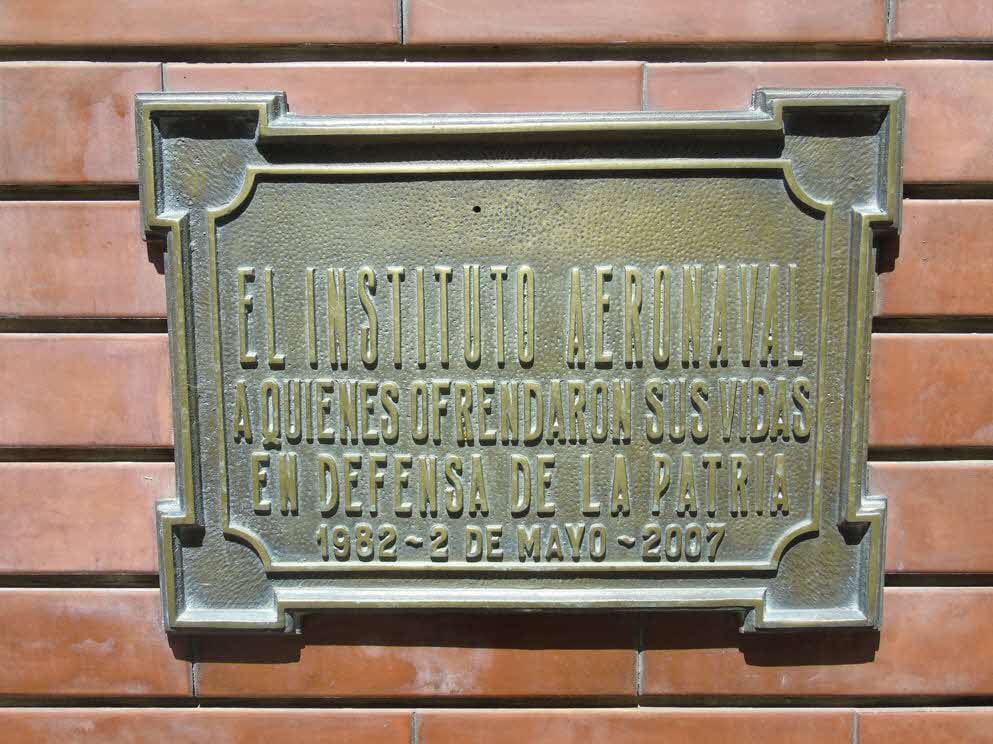 EL INSTITUTO AERONAVAL
A QUIENES OFRENDARON SUS VIDAS
EN DEFENSA DE LA PATRIA
1982 ~ 2 DE MAYO ~ 2007